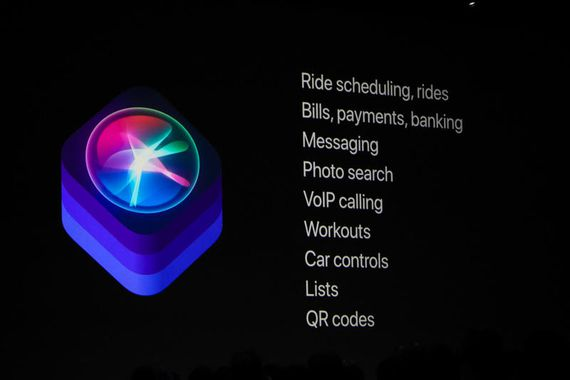 Ride scheduling, rides
Bills, payments, banking
Messaging
Photo search
VoIP calling
Workouts
Car controls
Lists
QR codes